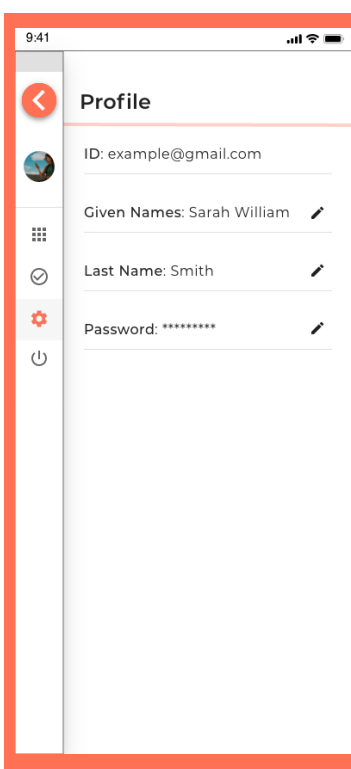 9:41
Profile
ID: example@gmail.com
Given Names: Sarah William
Last Name: Smith
Password: *********